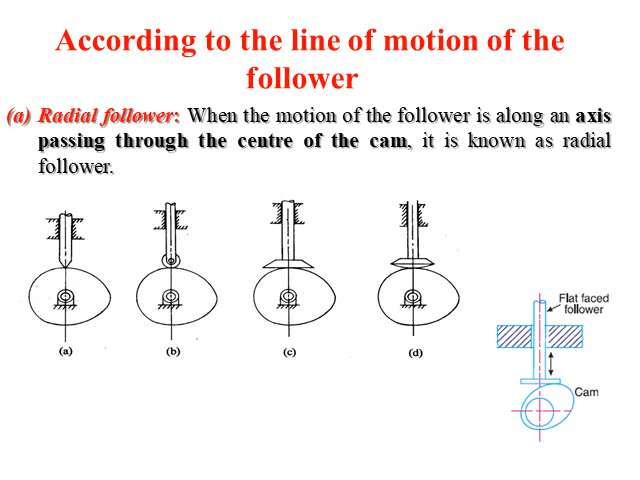 According to the line of motion of the
follower
(a) Radial follower: When the motion of the follower is along an axis
passing through the centre of the cam, it is known as radial
follower.
(a)
(b)
(c)
(d)
Flat faced
follower
Cam